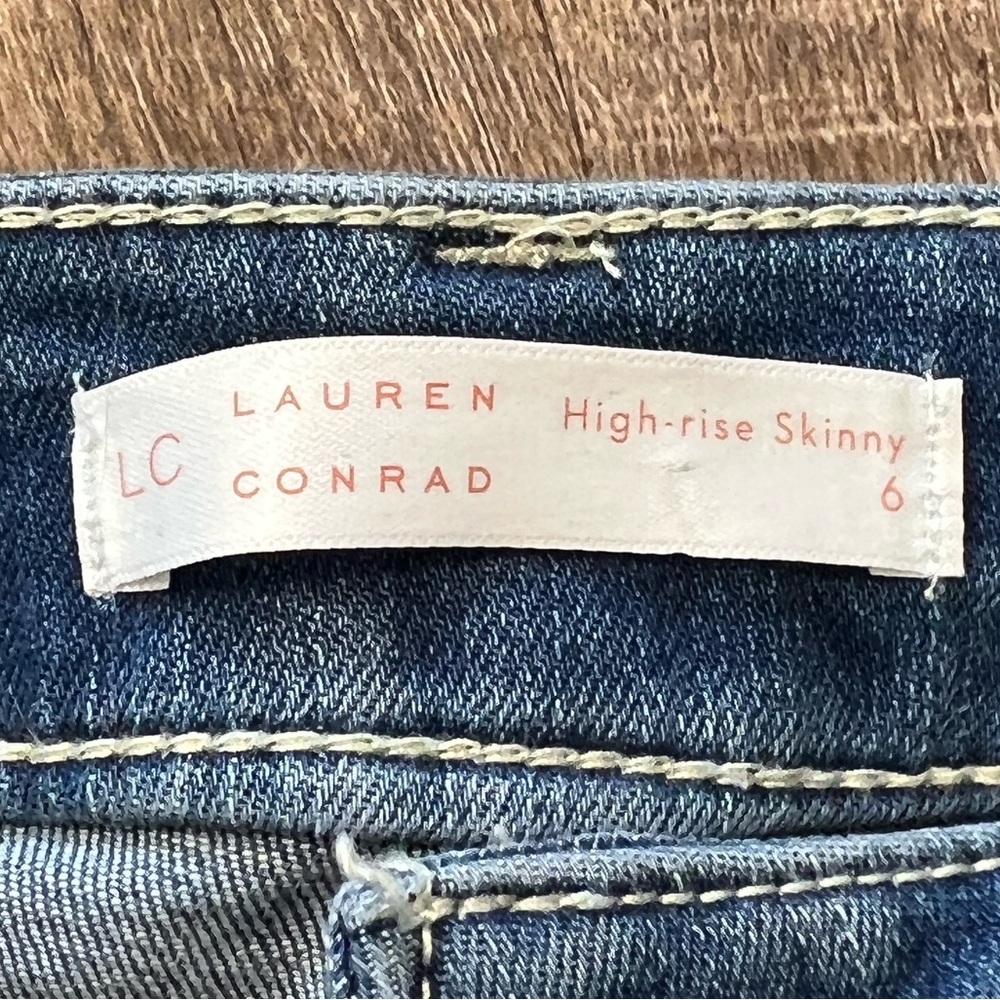 LC
LAUREN
CONRAD
High-rise Skinny
6